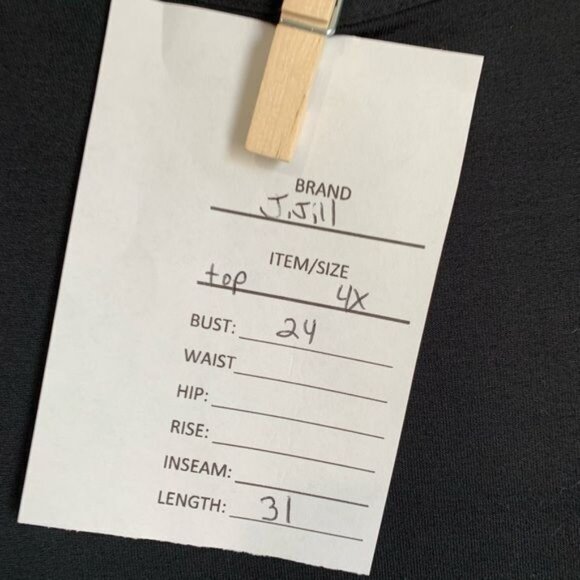 BRAND
J.Jill
ITEM/SIZE
top 4X
BUST: 24
WAIST
HIP:
RISE:
INSEAM:
LENGTH: 31